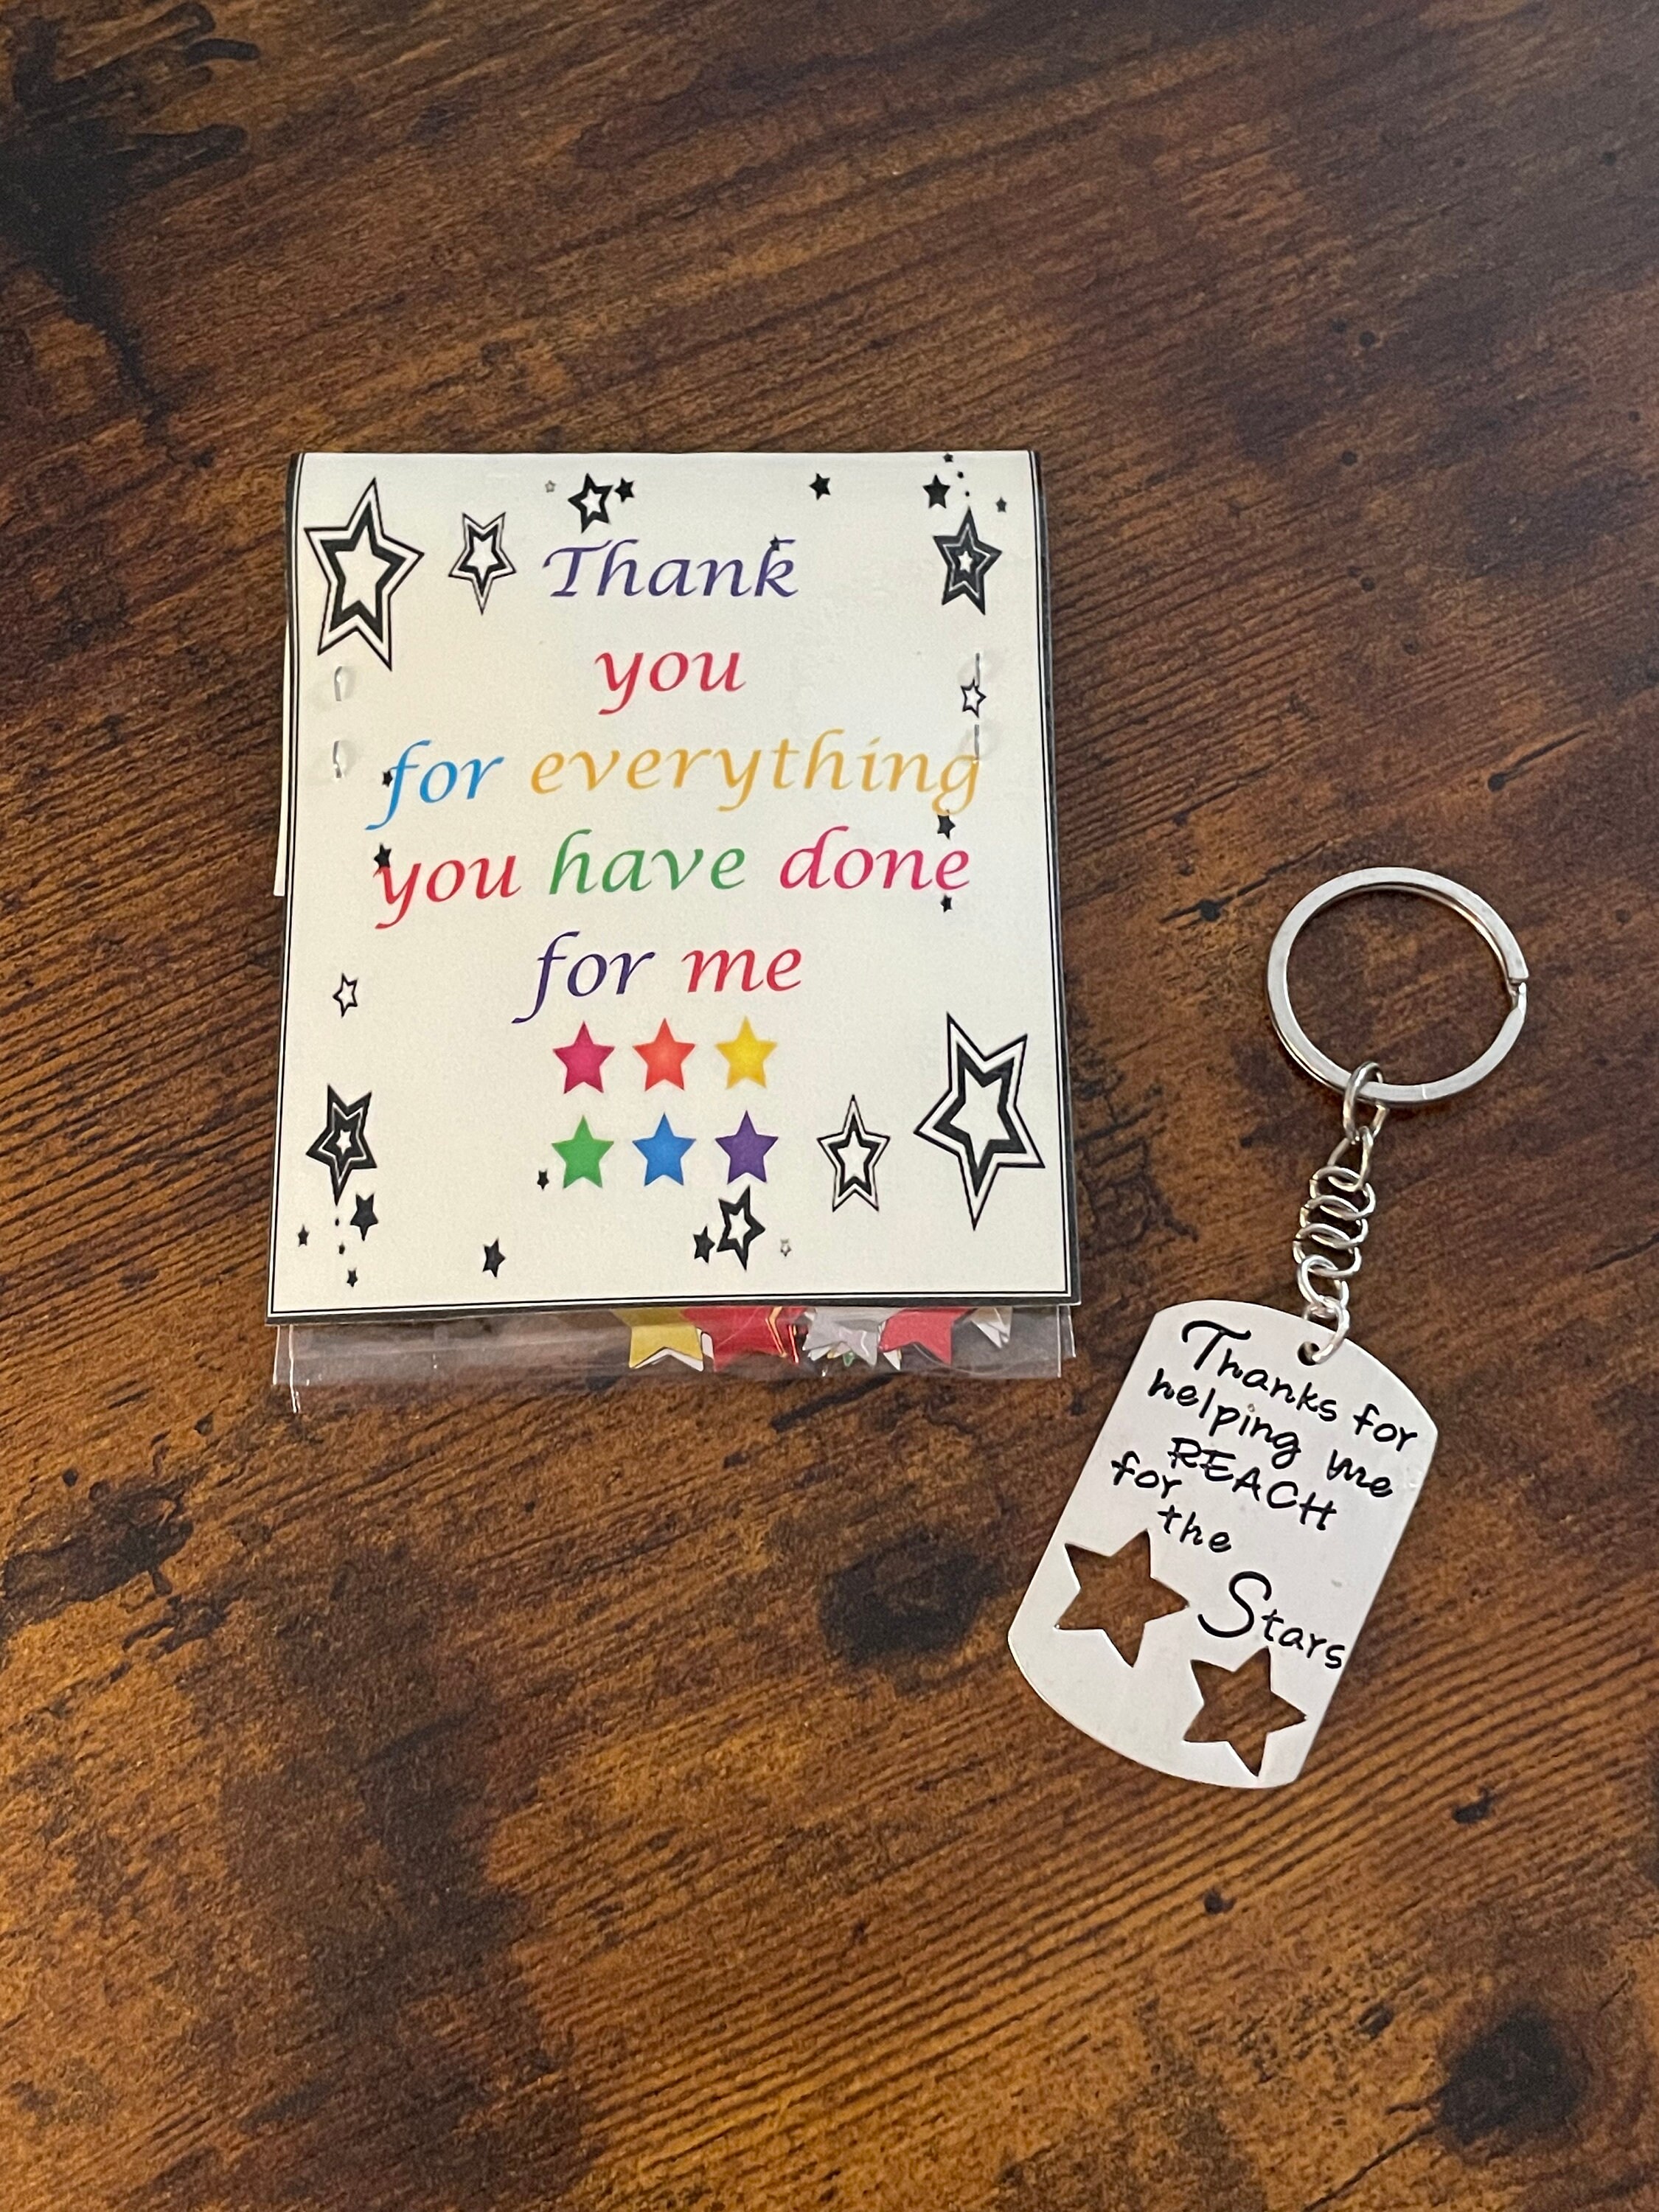 Thank
you
for everything
you have done
for me
Thanks for
helping me
REACH
for
the
Stars